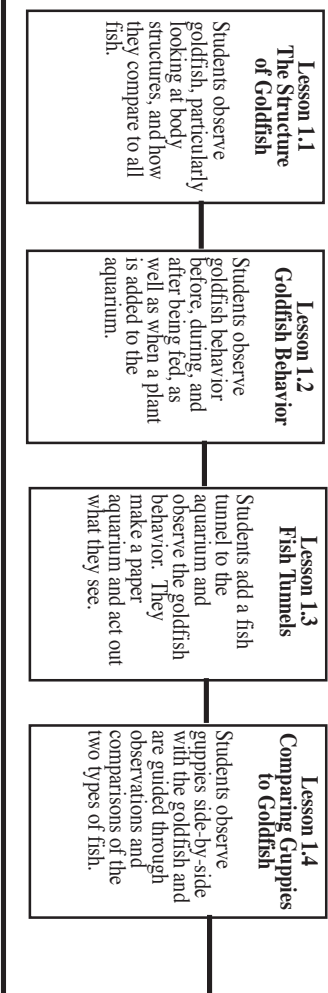 Lesson 1.1
The Structure
of Goldfish
Students observe
goldfish, particularly
looking at body
structures, and how
they compare to all
fish.
Lesson 1.2
Goldfish Behavior
Students observe
goldfish behavior
before, during, and
after being fed, as
well as when a plant
is added to the
aquarium.
Lesson 1.3
Fish Tunnels
Students add a fish
tunnel to the
aquarium and
observe the goldfish
behavior. They
make a paper
aquarium and act out
what they see.
Lesson 1.4
Comparing Guppies
to Goldfish
Students observe
guppies side-by-side
with the goldfish and
are guided through
observations and
comparisons of the
two types of fish.